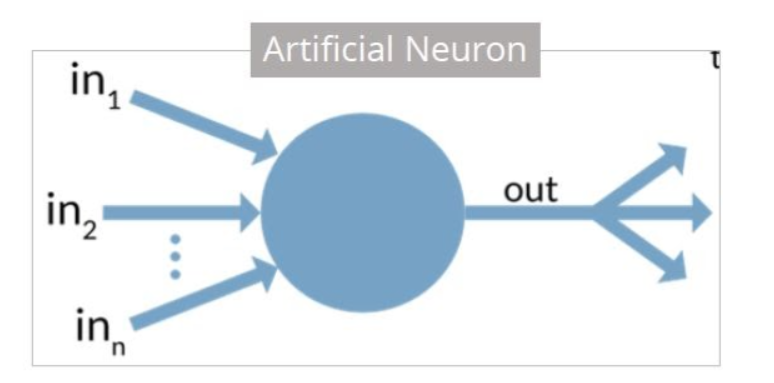 Artificial Neuron
in₁
in₂
out
inₙ